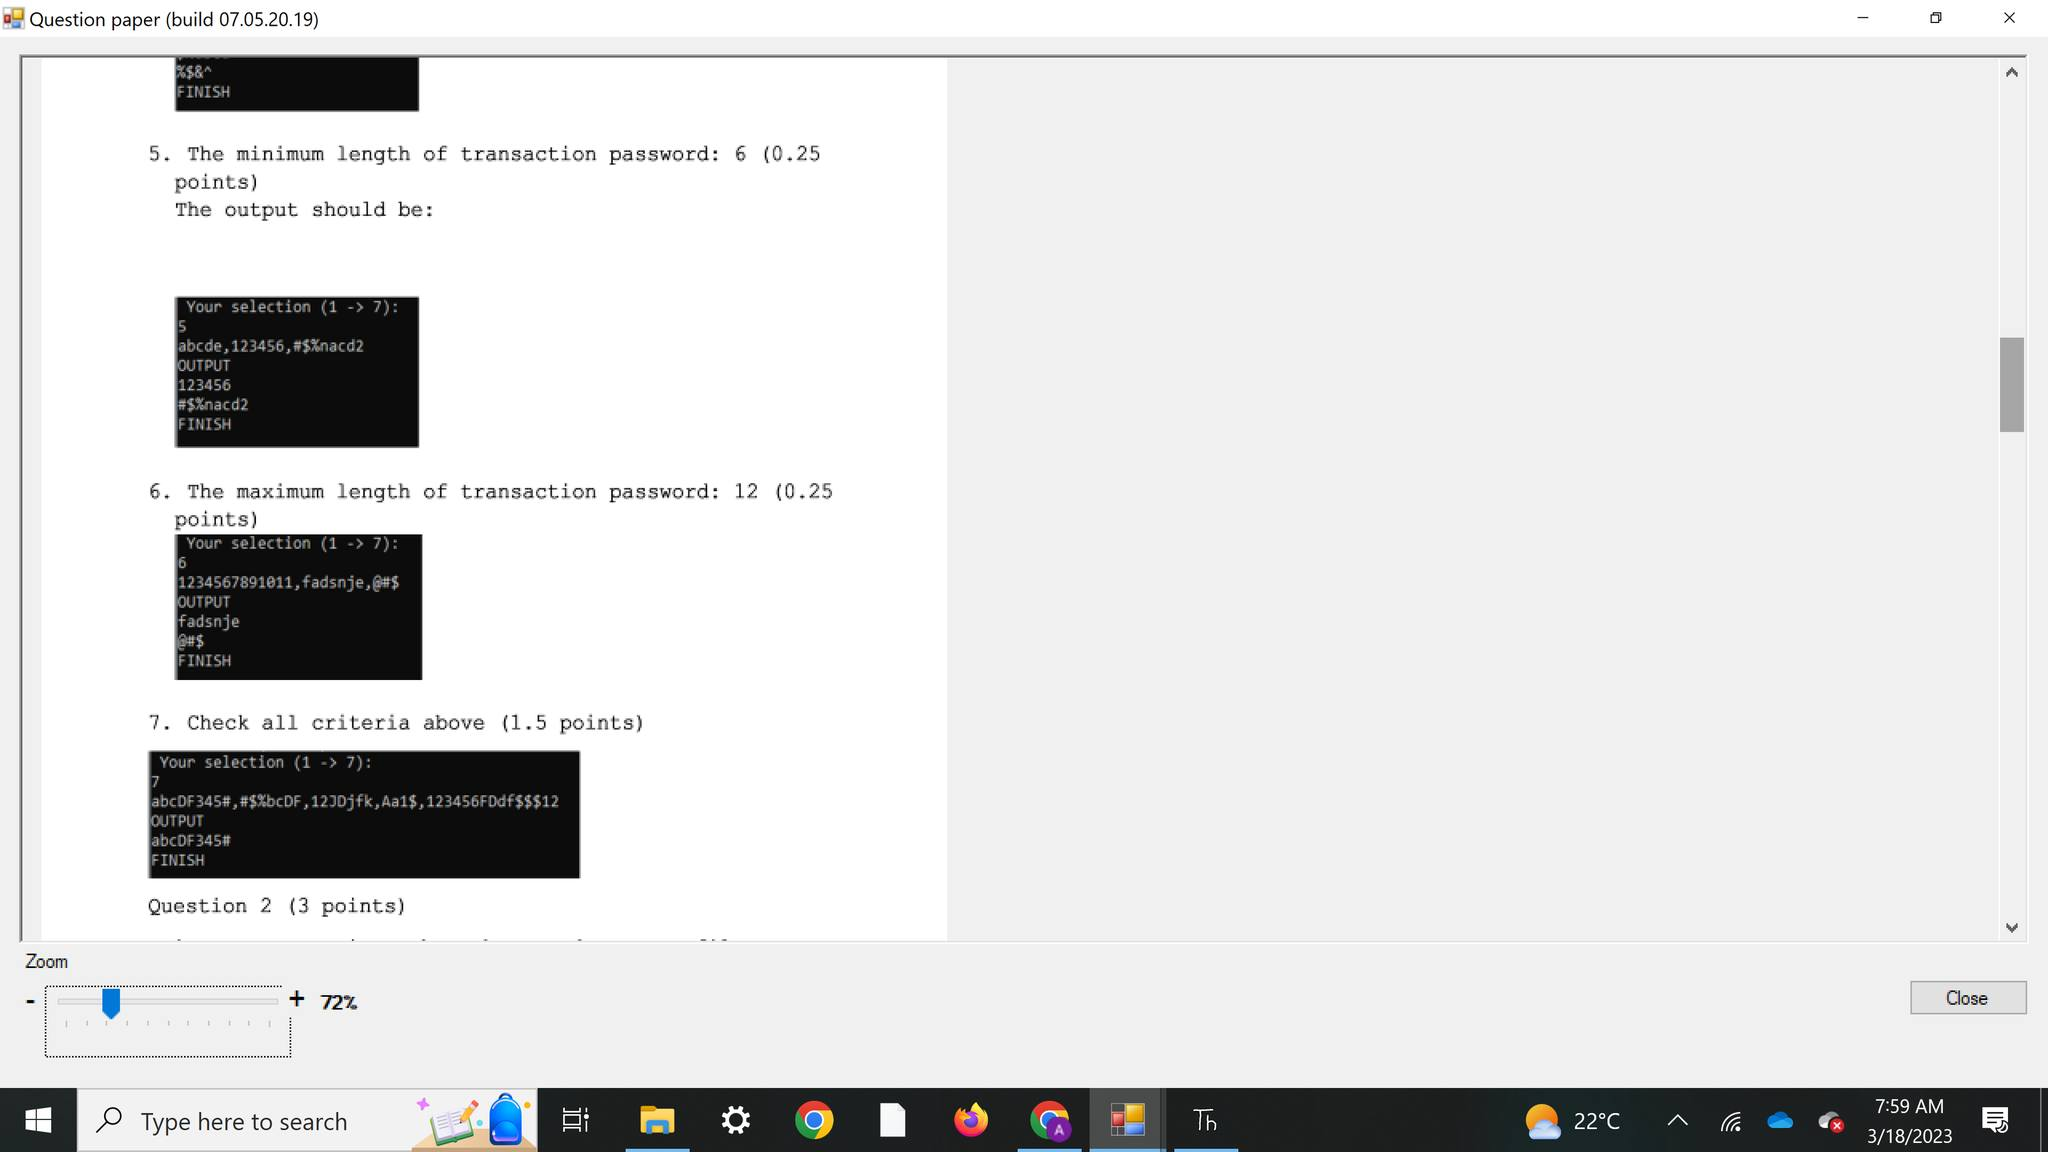 Question paper (build 07.05.20.19)
%$&^
FINISH
5. The minimum length of transaction password: 6 (0.25
points)
The output should be:
Your selection (1 -> 7):
5
abcde,123456,#$%nacd2
OUTPUT
123456
#$%nacd2
FINISH
6. The maximum length of transaction password: 12 (0.25
points)
Your selection (1 -> 7):
6
1234567891011,fadsnje,@#$
OUTPUT
fadsnje
@#$
FINISH
7. Check all criteria above (1.5 points)
Your selection (1 -> 7):
7
abcDF345#,#$%bcDF,12JDjfk,Aa1$,123456FDdf$$$12
OUTPUT
abcDF345#
FINISH
Question 2 (3 points)
Zoom
- + 72%
Close
Type here to search
A
Th
22°C
7:59 AM
3/18/2023